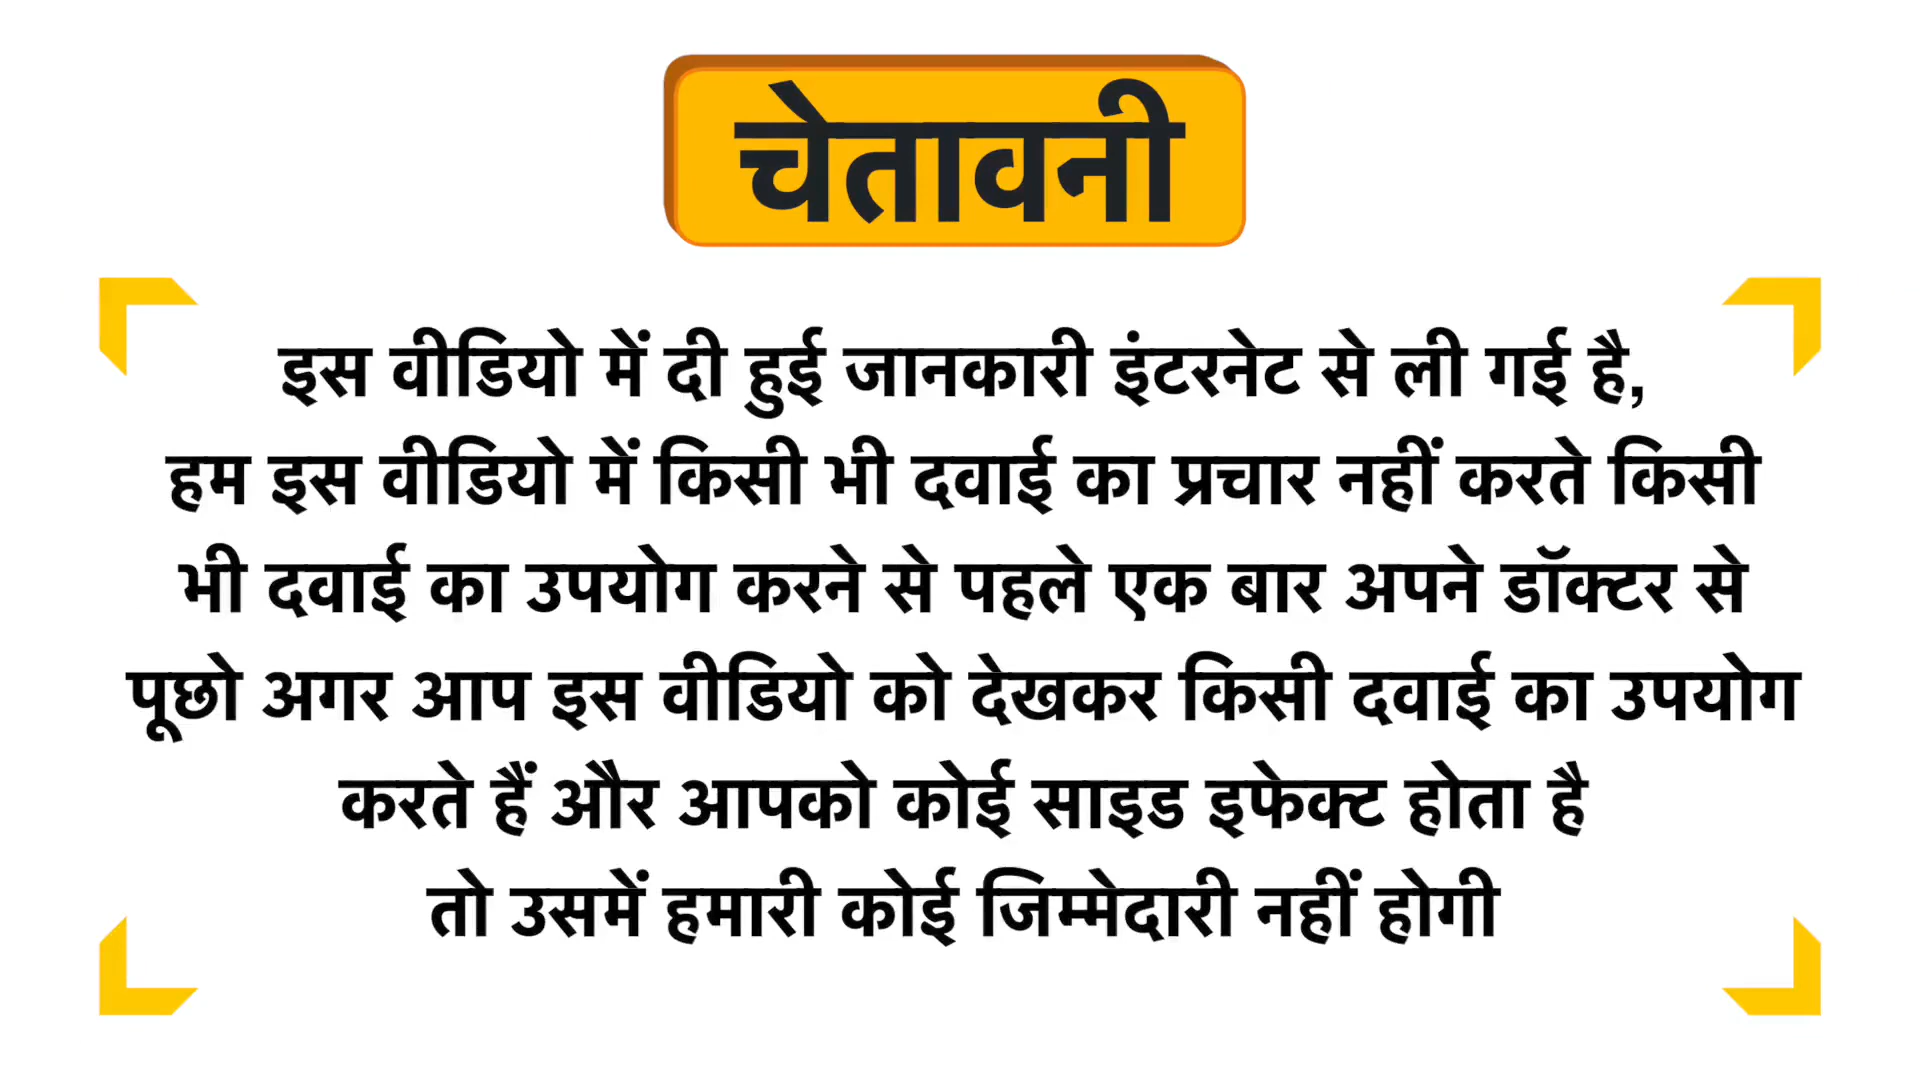 चेतावनी
इस वीडियो में दी हुई जानकारी इंटरनेट से ली गई है,
हम इस वीडियो में किसी भी दवाई का प्रचार नहीं करते किसी
भी दवाई का उपयोग करने से पहले एक बार अपने डॉक्टर से
पूछो अगर आप इस वीडियो को देखकर किसी दवाई का उपयोग
करते हैं और आपको कोई साइड इफेक्ट होता है
तो उसमें हमारी कोई जिम्मेदारी नहीं होगी